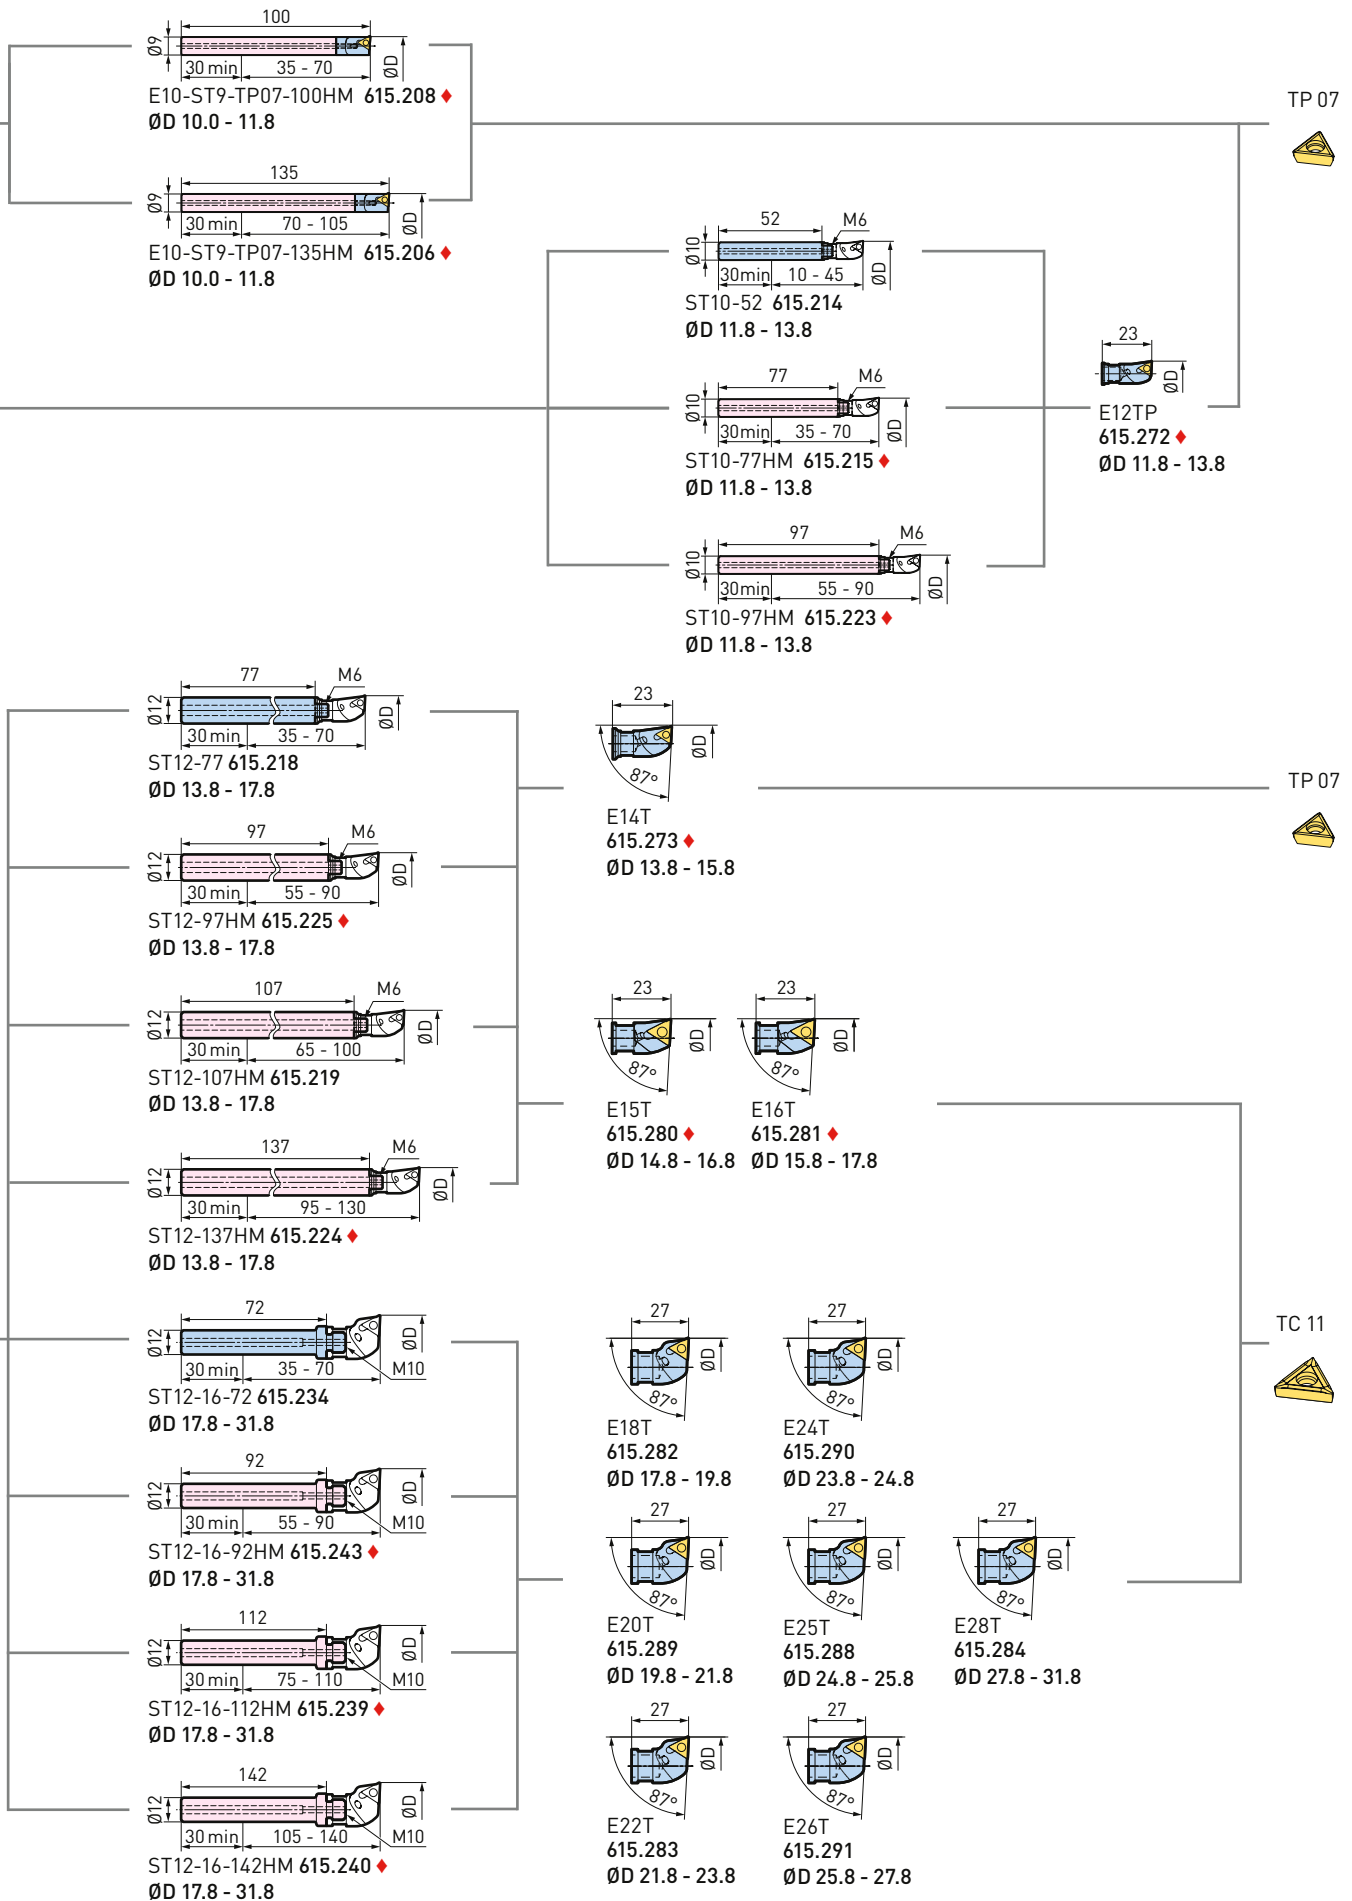 100
Ø9
30 min
35 - 70
ØD
E10-ST9-TP07-100HM 615.208 ♦
ØD 10.0 - 11.8
TP 07
135
Ø9
30 min
70 - 105
ØD
E10-ST9-TP07-135HM 615.206 ♦
ØD 10.0 - 11.8
52
M6
Ø10
30min
10 - 45
ØD
ST10-52 615.214
ØD 11.8 - 13.8
77
M6
Ø10
30min
35 - 70
ØD
ST10-77HM 615.215 ♦
ØD 11.8 - 13.8
23
ØD
E12TP
615.272 ♦
ØD 11.8 - 13.8
97
M6
Ø10
30min
55 - 90
ØD
ST10-97HM 615.223 ♦
ØD 11.8 - 13.8
77
M6
Ø12
30 min
35 - 70
ØD
ST12-77 615.218
ØD 13.8 - 17.8
23
ØD
87°
E14T
615.273 ♦
ØD 13.8 - 15.8
TP 07
97
M6
Ø12
30 min
55 - 90
ØD
ST12-97HM 615.225 ♦
ØD 13.8 - 17.8
107
M6
Ø12
30 min
65 - 100
ØD
ST12-107HM 615.219
ØD 13.8 - 17.8
23
ØD
87°
E15T
615.280 ♦
ØD 14.8 - 16.8
23
ØD
87°
E16T
615.281 ♦
ØD 15.8 - 17.8
137
M6
Ø12
30 min
95 - 130
ØD
ST12-137HM 615.224 ♦
ØD 13.8 - 17.8
72
Ø12
30 min
35 - 70
M10
ØD
ST12-16-72 615.234
ØD 17.8 - 31.8
27
ØD
87°
E18T
615.282
ØD 17.8 - 19.8
27
ØD
87°
E24T
615.290
ØD 23.8 - 24.8
TC 11
92
Ø12
30 min
55 - 90
M10
ØD
ST12-16-92HM 615.243 ♦
ØD 17.8 - 31.8
27
ØD
87°
E20T
615.289
ØD 19.8 - 21.8
27
ØD
87°
E25T
615.288
ØD 24.8 - 25.8
27
ØD
87°
E28T
615.284
ØD 27.8 - 31.8
112
Ø12
30 min
75 - 110
M10
ØD
ST12-16-112HM 615.239 ♦
ØD 17.8 - 31.8
27
ØD
87°
E22T
615.283
ØD 21.8 - 23.8
27
ØD
87°
E26T
615.291
ØD 25.8 - 27.8
142
Ø12
30 min
105 - 140
M10
ØD
ST12-16-142HM 615.240 ♦
ØD 17.8 - 31.8